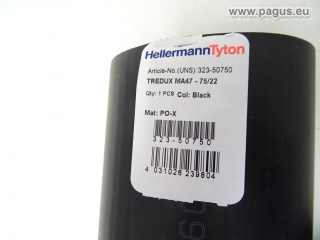 www.pagus.eu
HellermannTyton
Article-No.(UNS):323-50750
TREDUX MA47 - 75/22
Qty: 1 PCS Col: Black
Mat: PO-X
323-50750
4 031026 239804